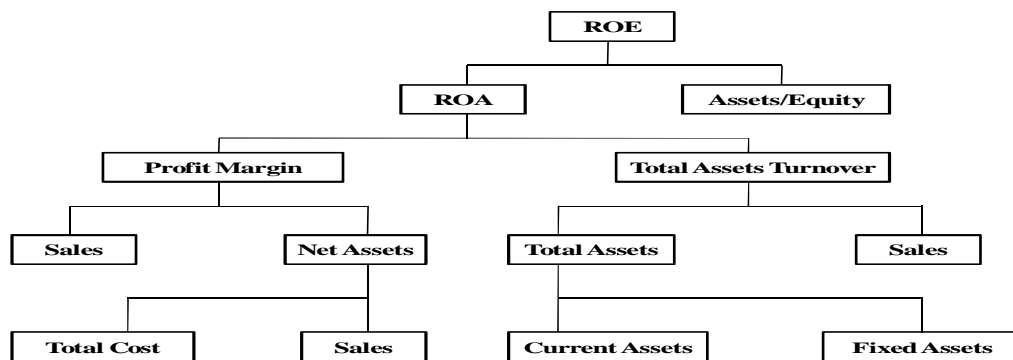 ROE
ROA
Assets/Equity
Profit Margin
Total Assets Turnover
Sales
Net Assets
Total Assets
Sales
Total Cost
Sales
Current Assets
Fixed Assets